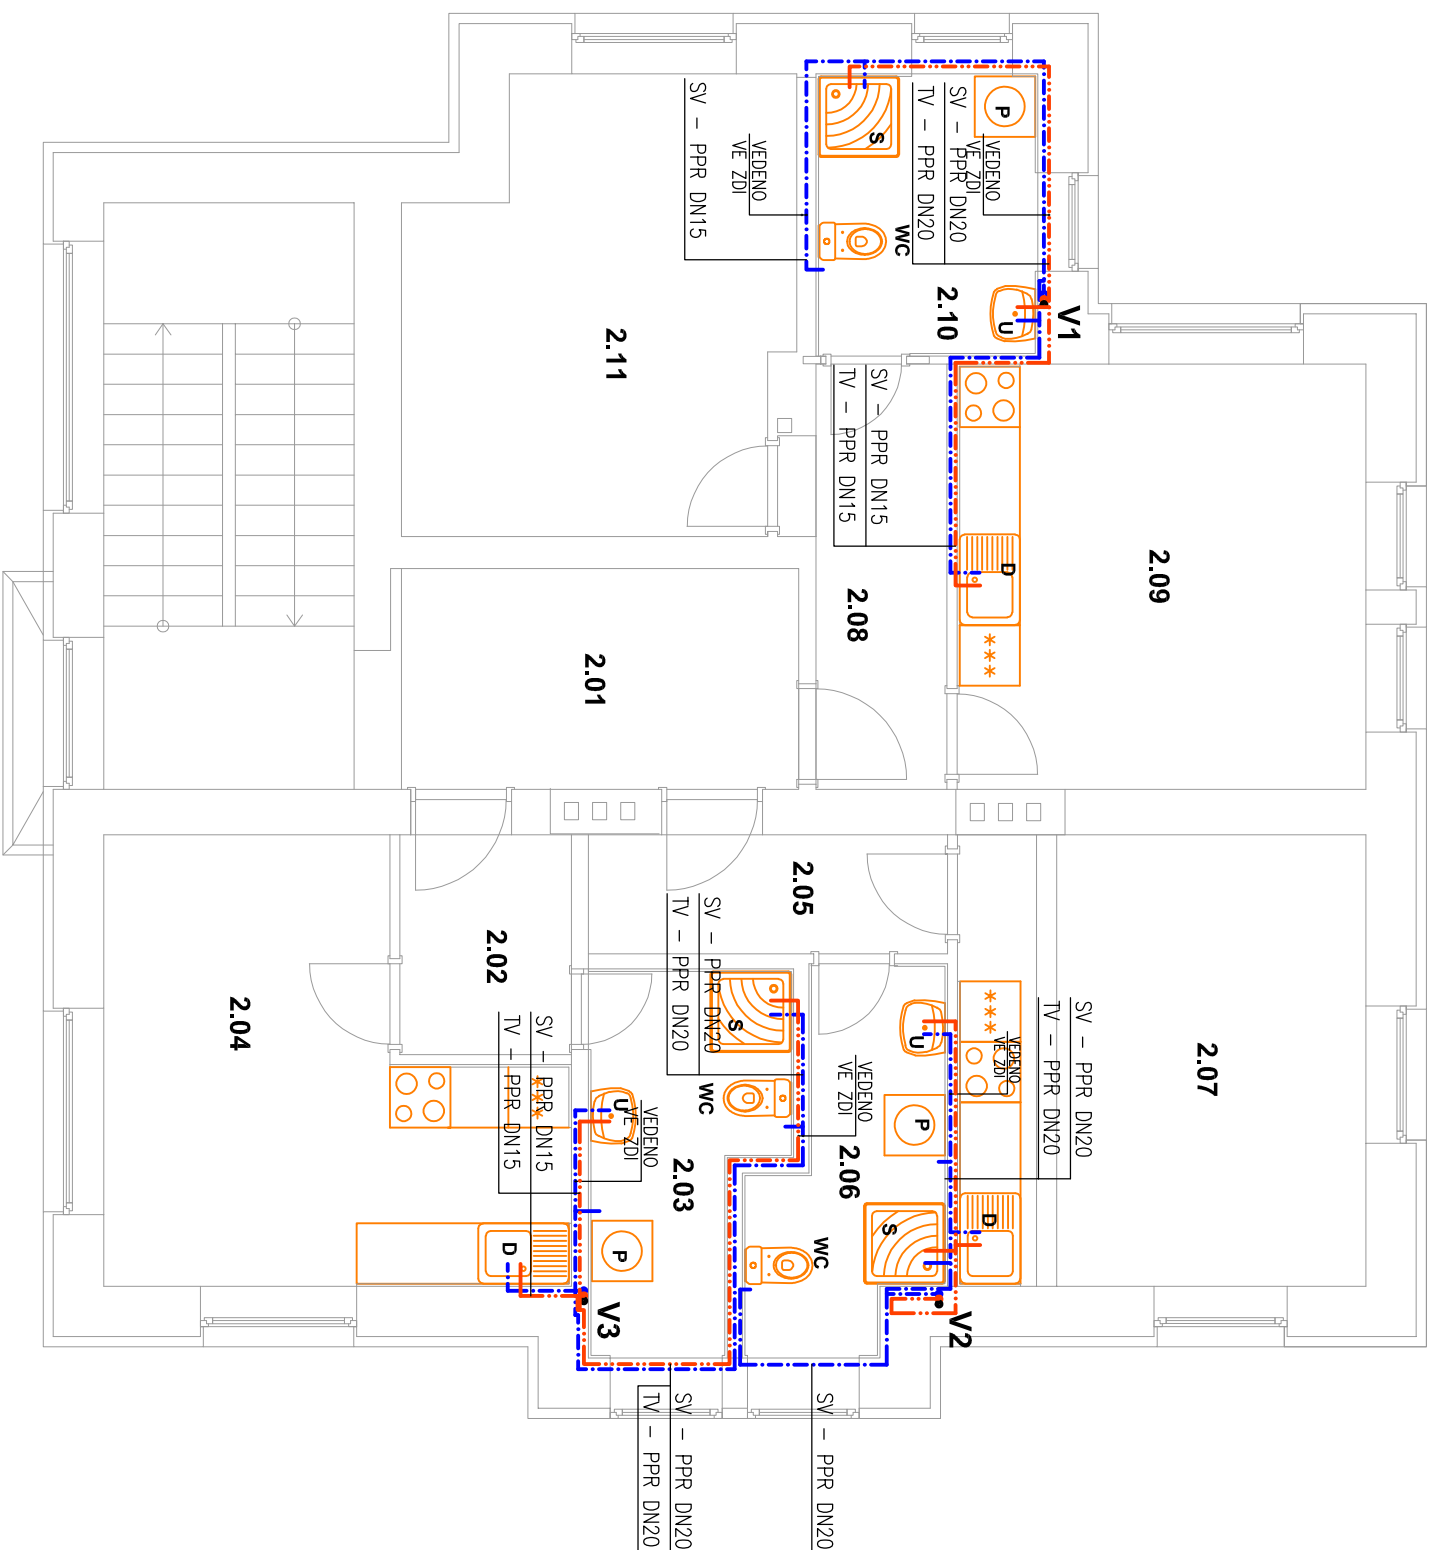 SV - PPR DN15
VEDENO
VE ZDI
S
P
SV - PPR DN20
TV - PPR DN20
VEDENO
VE ZDI
WC
U
V1
2.10
2.11
SV - PPR DN15
TV - PPR DN15
D
***
2.09
2.08
2.01
2.05
2.02
2.04
2.07
SV - PPR DN20
TV - PPR DN20
S
WC
U
P
VEDENO
VE ZDI
SV - PPR DN20
TV - PPR DN20
***
VEDENO
VE ZDI
2.06
S
D
WC
V2
SV - PPR DN15
TV - PPR DN15
***
U
VEDENO
VE ZDI
2.03
P
D
V3
SV - PPR DN20
TV - PPR DN20
SV - PPR DN20